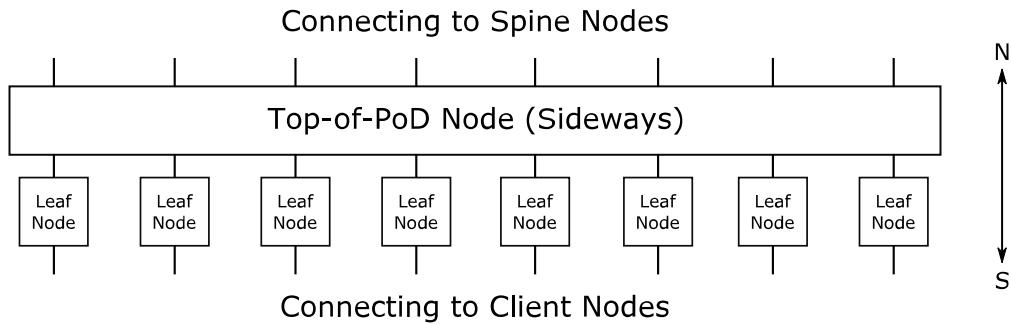 Connecting to Spine Nodes
N
Top-of-PoD Node (Sideways)
Leaf
Node
Leaf
Node
Leaf
Node
Leaf
Node
Leaf
Node
Leaf
Node
Leaf
Node
Leaf
Node
S
Connecting to Client Nodes